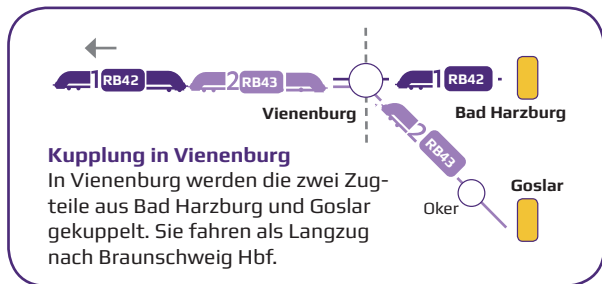 1 RB42 2 RB43 1 RB42
Vienenburg Bad Harzburg
2 RB43
Kupplung in Vienenburg
In Vienenburg werden die zwei Zug-
teile aus Bad Harzburg und Goslar
gekuppelt. Sie fahren als Langzug
nach Braunschweig Hbf.
Goslar
Oker